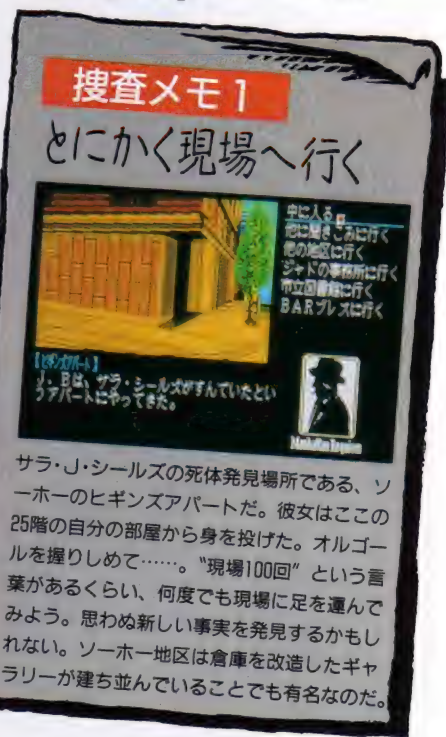 捜査メモ1
とにかく現場へ行く
中に入る
他に聞きこみに行く
他の地区に行く
ジャドの事務所に行く
市立図書館に行く
BARブレズに行く
【ヒギンズアパート】
J.Bは、サラ・シールズがすんでいたとい
うアパートにやってきた。
Manhattan Requiem
サラ・J・シールズの死体発見場所である、ソ
ーホーのヒギンズアパートだ。彼女はここの
25階の自分の部屋から身を投げた。オルゴー
ルを握りしめて……。“現場100回”という言
葉があるくらい、何度でも現場に足を運んで
みよう。思わぬ新しい事実を発見するかもし
れない。ソーホー地区は倉庫を改造したギャ
ラリーが建ち並んでいることでも有名なのだ。